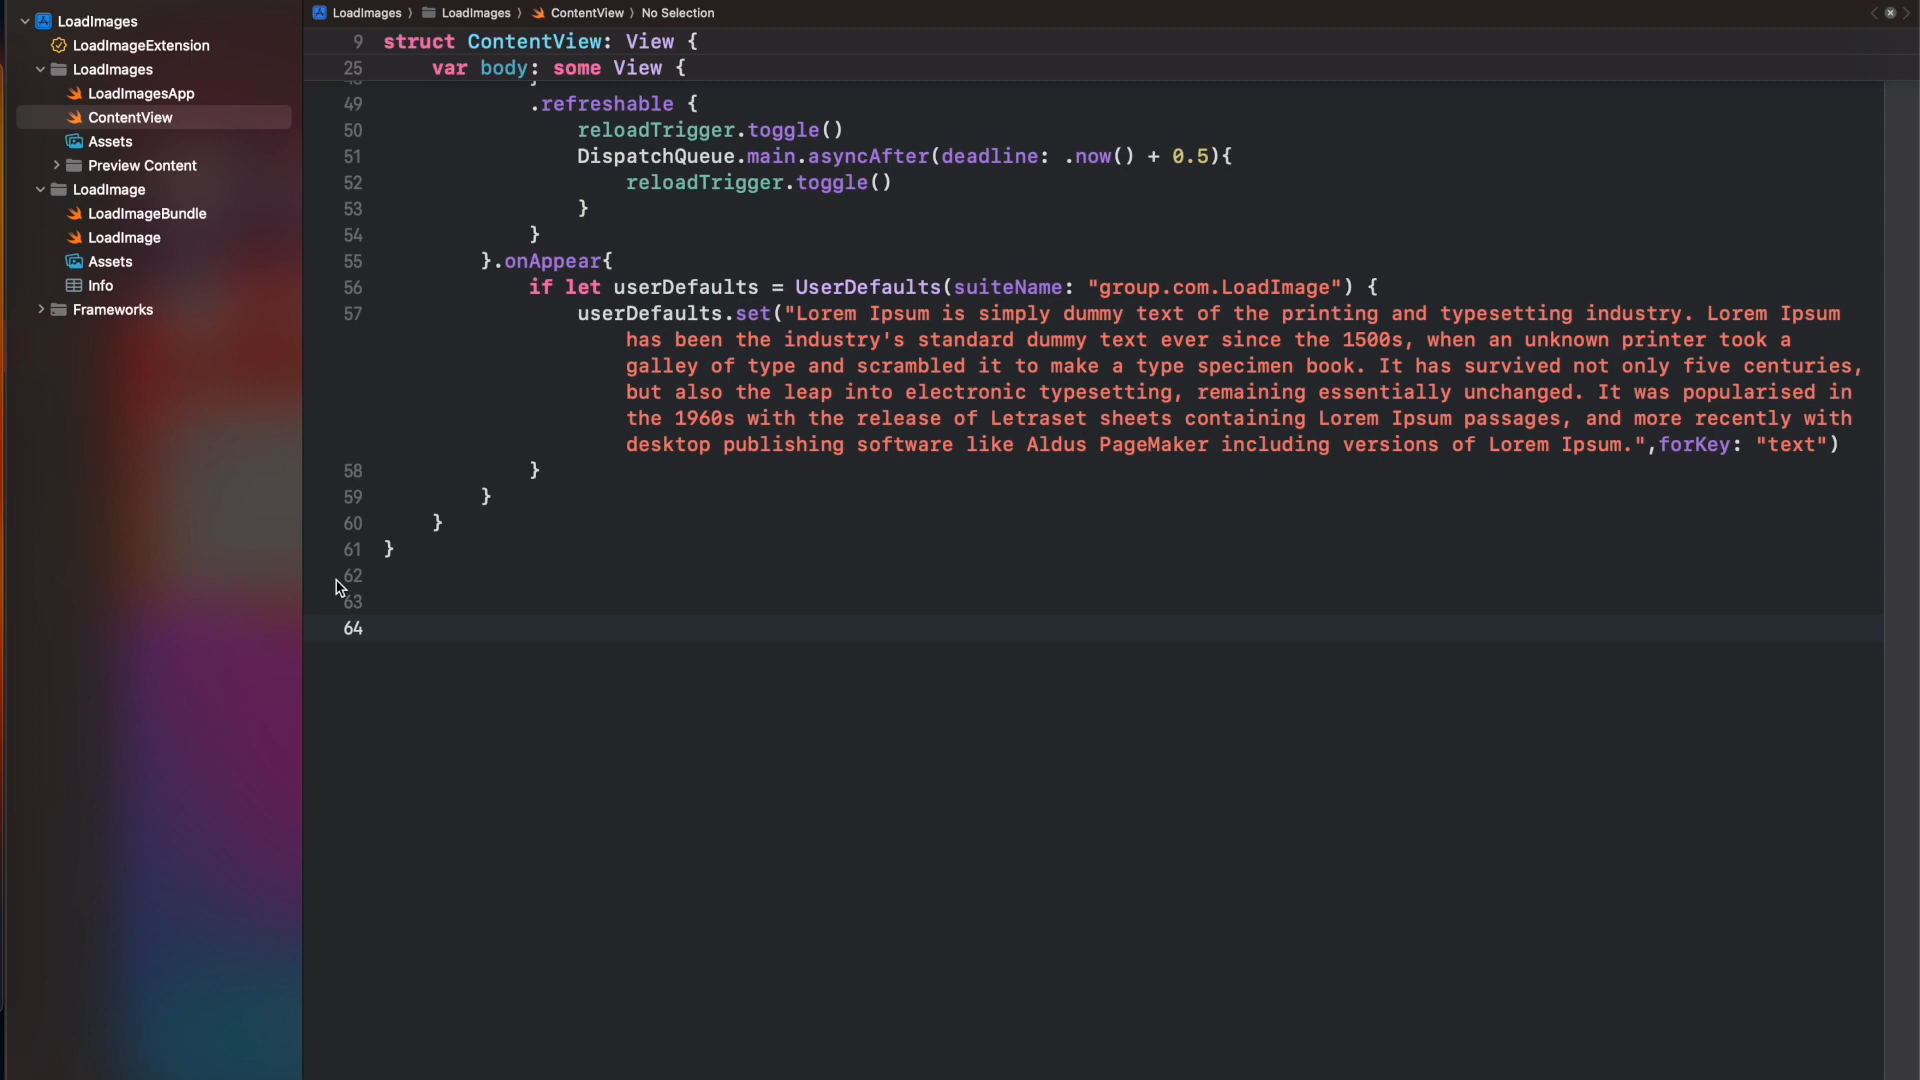 LoadImages
LoadImageExtension
LoadImages
LoadImagesApp
ContentView
Assets
Preview Content
LoadImage
LoadImageBundle
LoadImage
Assets
Info
Frameworks
LoadImages 〉 LoadImages 〉 ContentView 〉 No Selection
9 struct ContentView: View {
25 var body: some View {
49 .refreshable {
50 reloadTrigger.toggle()
51 DispatchQueue.main.asyncAfter(deadline: .now() + 0.5){
52 reloadTrigger.toggle()
53 }
54 }
55 }.onAppear{
56 if let userDefaults = UserDefaults(suiteName: "group.com.LoadImage") {
57 userDefaults.set("Lorem Ipsum is simply dummy text of the printing and typesetting industry. Lorem Ipsum
has been the industry's standard dummy text ever since the 1500s, when an unknown printer took a
galley of type and scrambled it to make a type specimen book. It has survived not only five centuries,
but also the leap into electronic typesetting, remaining essentially unchanged. It was popularised in
the 1960s with the release of Letraset sheets containing Lorem Ipsum passages, and more recently with
desktop publishing software like Aldus PageMaker including versions of Lorem Ipsum.",forKey: "text")
58 }
59 }
60 }
61 }
62
63
64